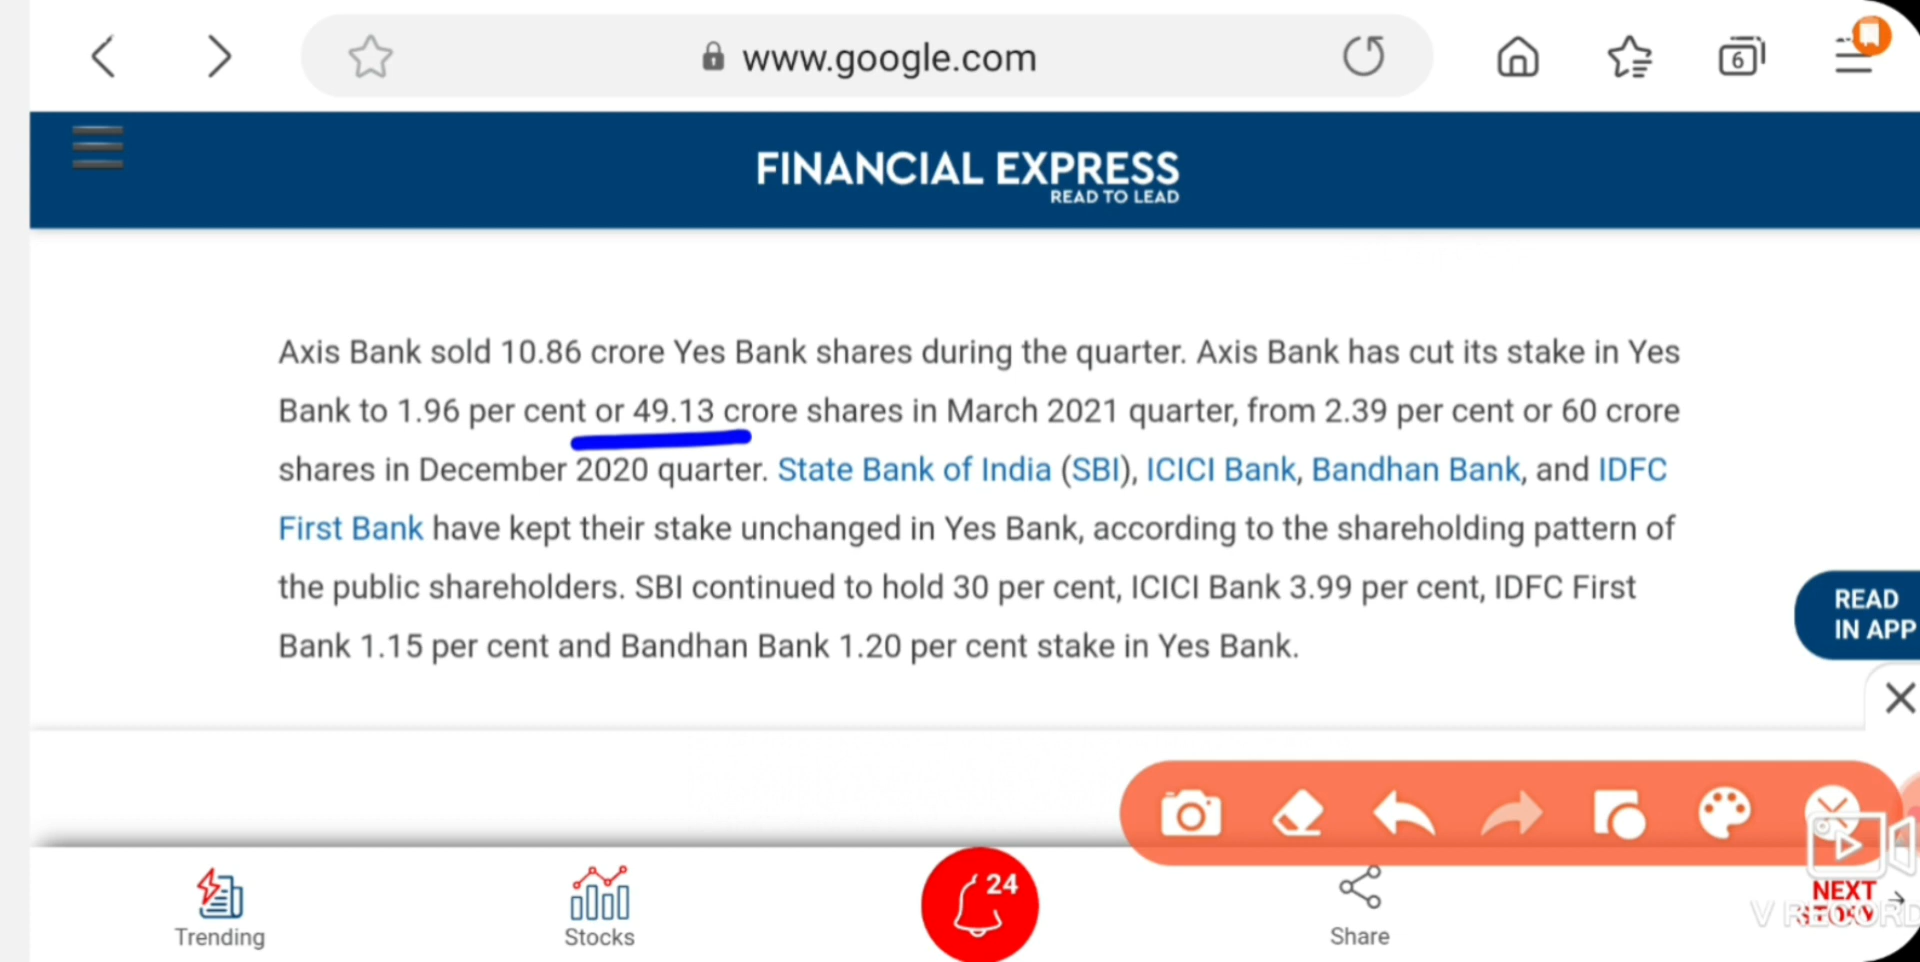 www.google.com
6
FINANCIAL EXPRESS
READ TO LEAD
Axis Bank sold 10.86 crore Yes Bank shares during the quarter. Axis Bank has cut its stake in Yes
Bank to 1.96 per cent or 49.13 crore shares in March 2021 quarter, from 2.39 per cent or 60 crore
shares in December 2020 quarter. State Bank of India (SBI), ICICI Bank, Bandhan Bank, and IDFC
First Bank have kept their stake unchanged in Yes Bank, according to the shareholding pattern of
the public shareholders. SBI continued to hold 30 per cent, ICICI Bank 3.99 per cent, IDFC First
Bank 1.15 per cent and Bandhan Bank 1.20 per cent stake in Yes Bank.
READ
IN APP
24
Trending
Stocks
Share
NEXT
STORY
V RECORD